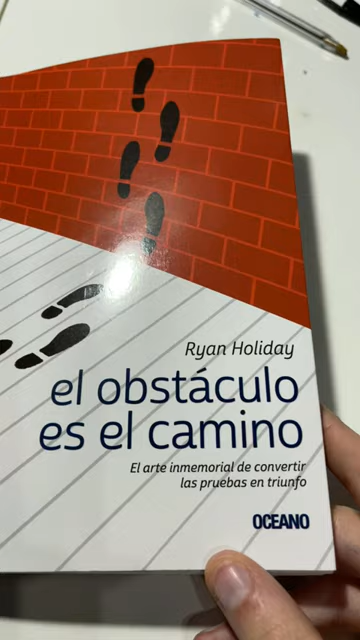 Ryan Holiday
el obstáculo
es el camino
El arte inmemorial de convertir
las pruebas en triunfo
OCEANO